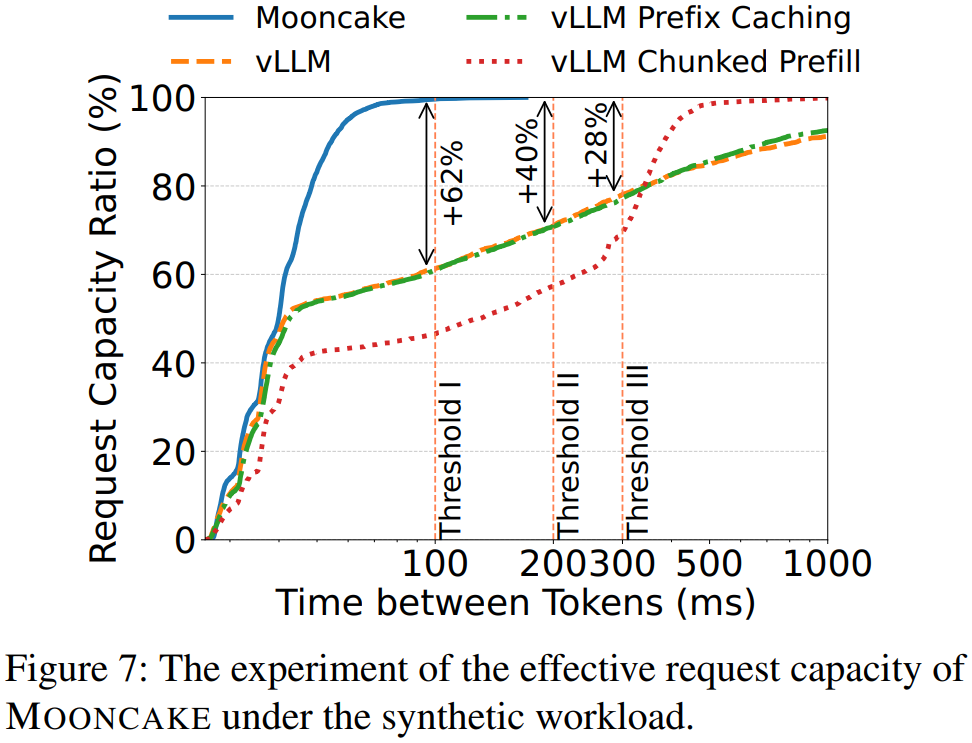 Mooncake
vLLM Prefix Caching
vLLM
vLLM Chunked Prefill
Request Capacity Ratio (%)
100
80
60
40
20
0
+62%
+40%
+28%
Threshold I
Threshold II
Threshold III
100
200
300
500
1000
Time between Tokens (ms)
Figure 7: The experiment of the effective request capacity of
MOONCAKE under the synthetic workload.